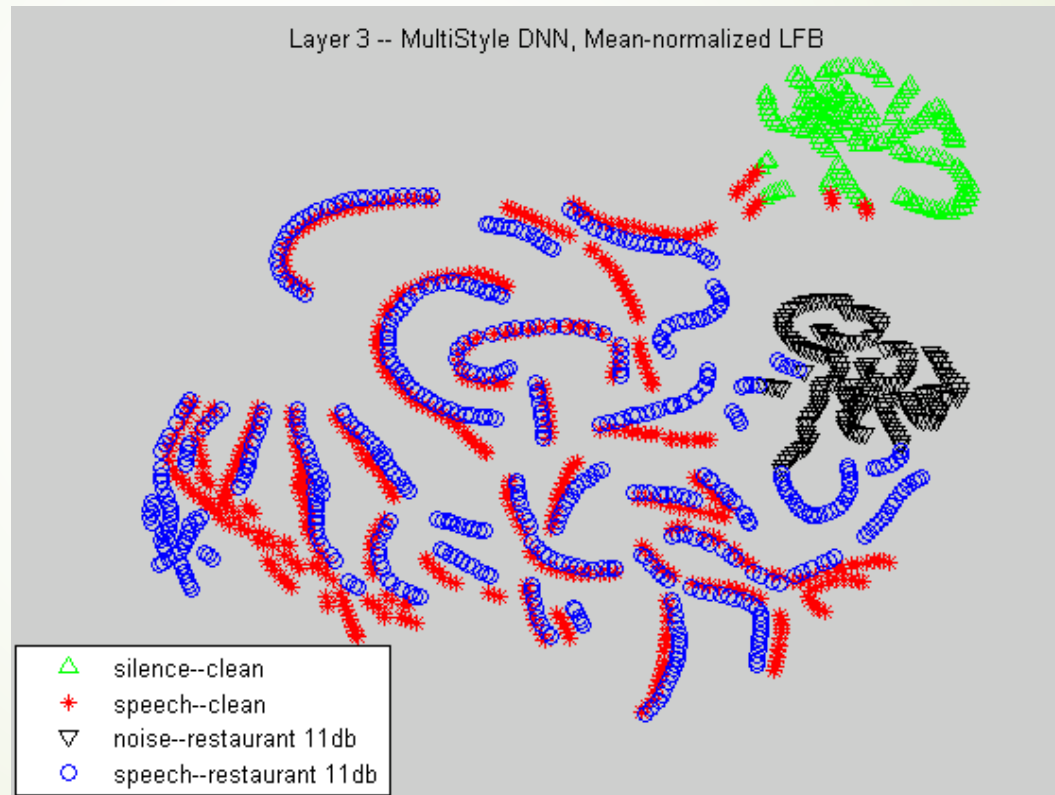 Layer 3 -- MultiStyle DNN, Mean-normalized LFB
silence--clean
speech--clean
noise--restaurant 11db
speech--restaurant 11db